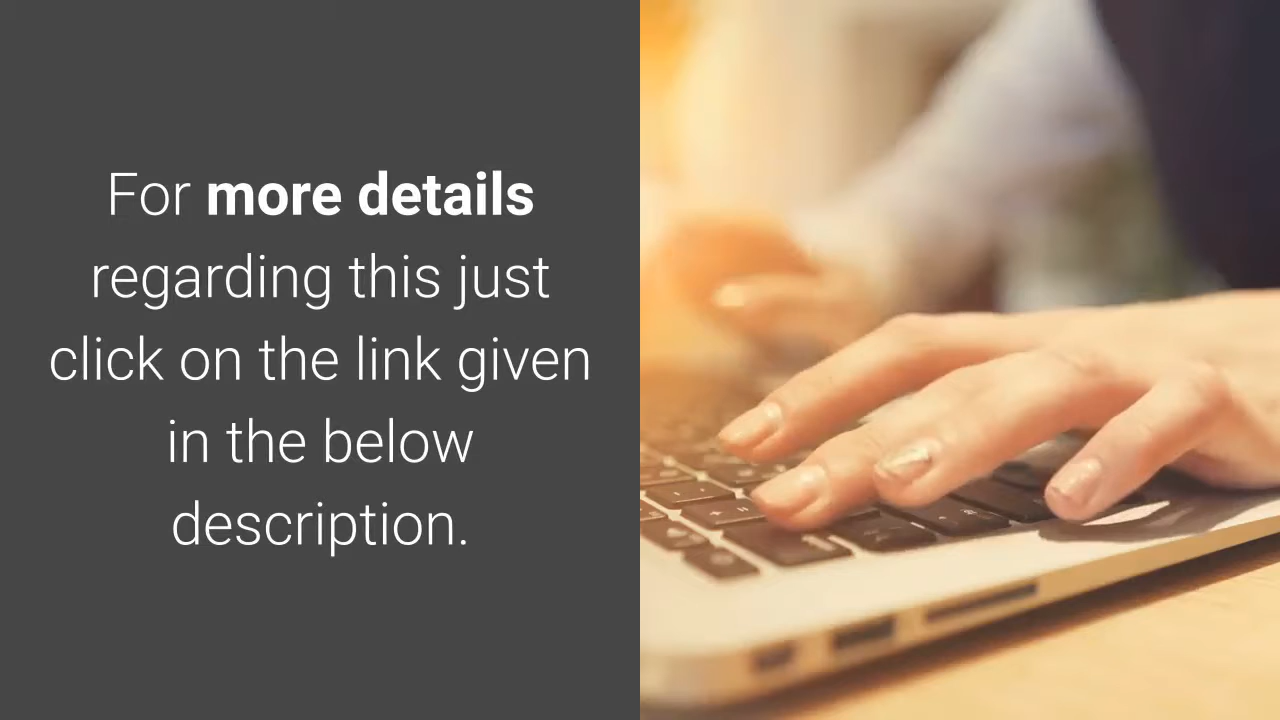 For more details
regarding this just
click on the link given
in the below
description.